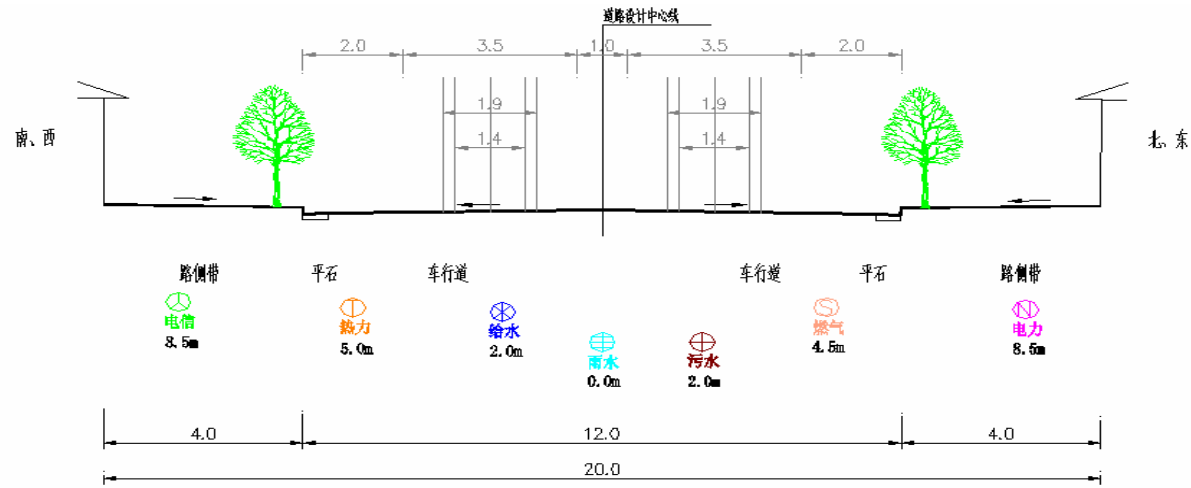 道路设计中心线
2.0 3.5 1.0 3.5 2.0
1.9 1.9
1.4 1.4
南、西 北、东
路侧带 平石 车行道 车行道 平石 路侧带
电信 热力 给水 雨水 污水 燃气 电力
8.5m 5.0m 2.0m 0.0m 2.0m 4.5m 8.5m
4.0 12.0 4.0
20.0